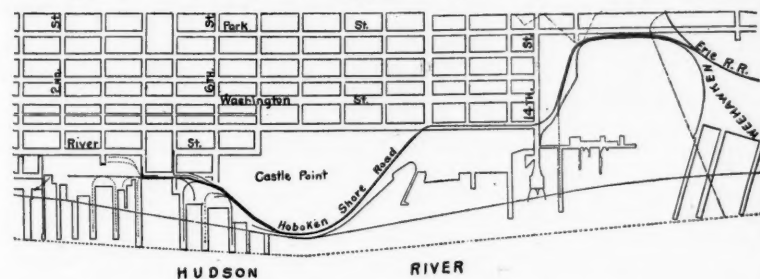 Park St.
2ND. St.
6TH. St.
14TH. St.
Washington St.
River St.
Castle Point
Hoboken Shore Road
Erie R.R.
WEEHAWKEN
HUDSON RIVER